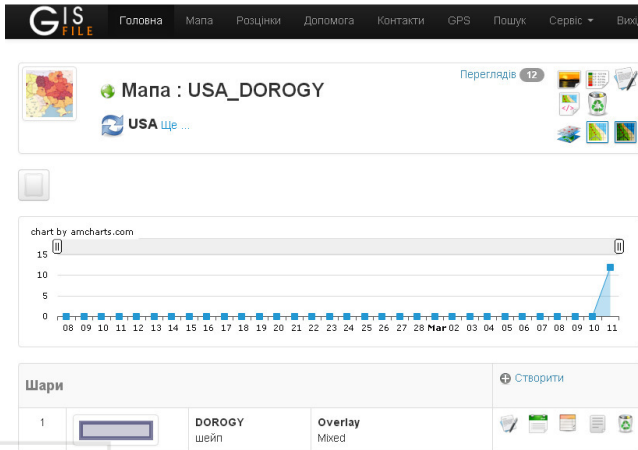 GIS FILE Головна Мапа Розцінки Допомога Контакти GPS Пошук Сервіс
Переглядів 12
Мапа : USA_DOROGY
USA Ще ...
chart by amcharts.com
15
10
5
0
08 09 10 11 12 13 14 15 16 17 18 19 20 21 22 23 24 25 26 27 28 Mar 02 03 04 05 06 07 08 09 10 11
Шари Створити
1 DOROGY Overlay
шейп Mixed